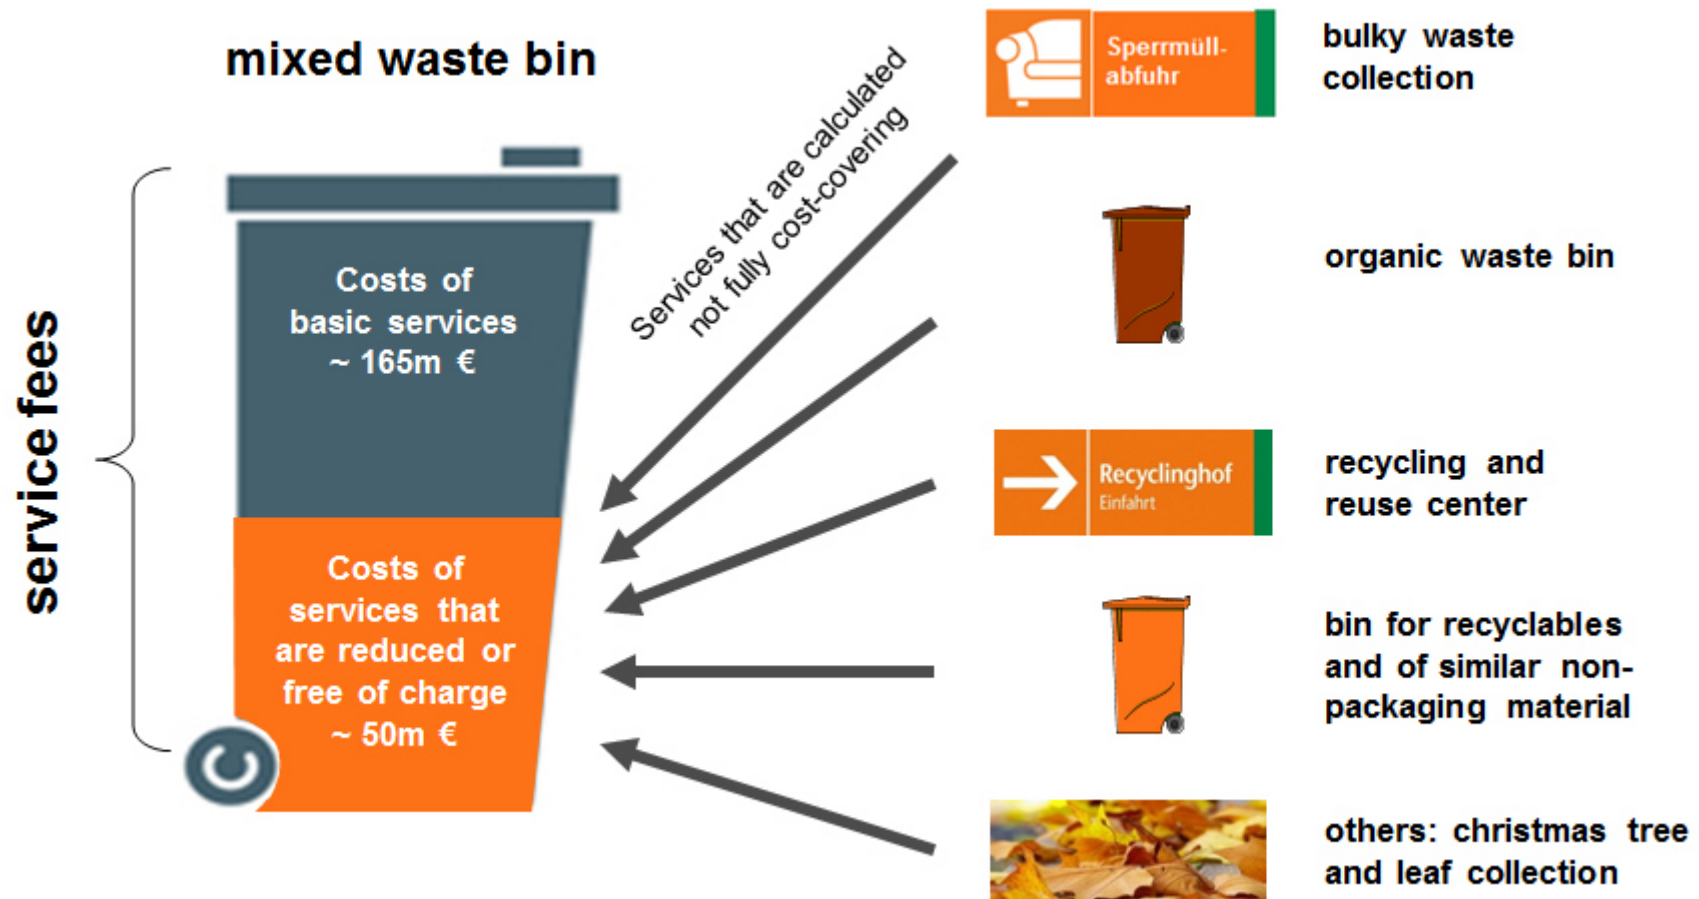 mixed waste bin
service fees
Costs of
basic services
~ 165m €
Costs of
services that
are reduced or
free of charge
~ 50m €
Services that are calculated
not fully cost-covering
Sperrmüll-
abfuhr
bulky waste
collection
organic waste bin
Recyclinghof
Einfahrt
recycling and
reuse center
bin for recyclables
and of similar non-
packaging material
others: christmas tree
and leaf collection